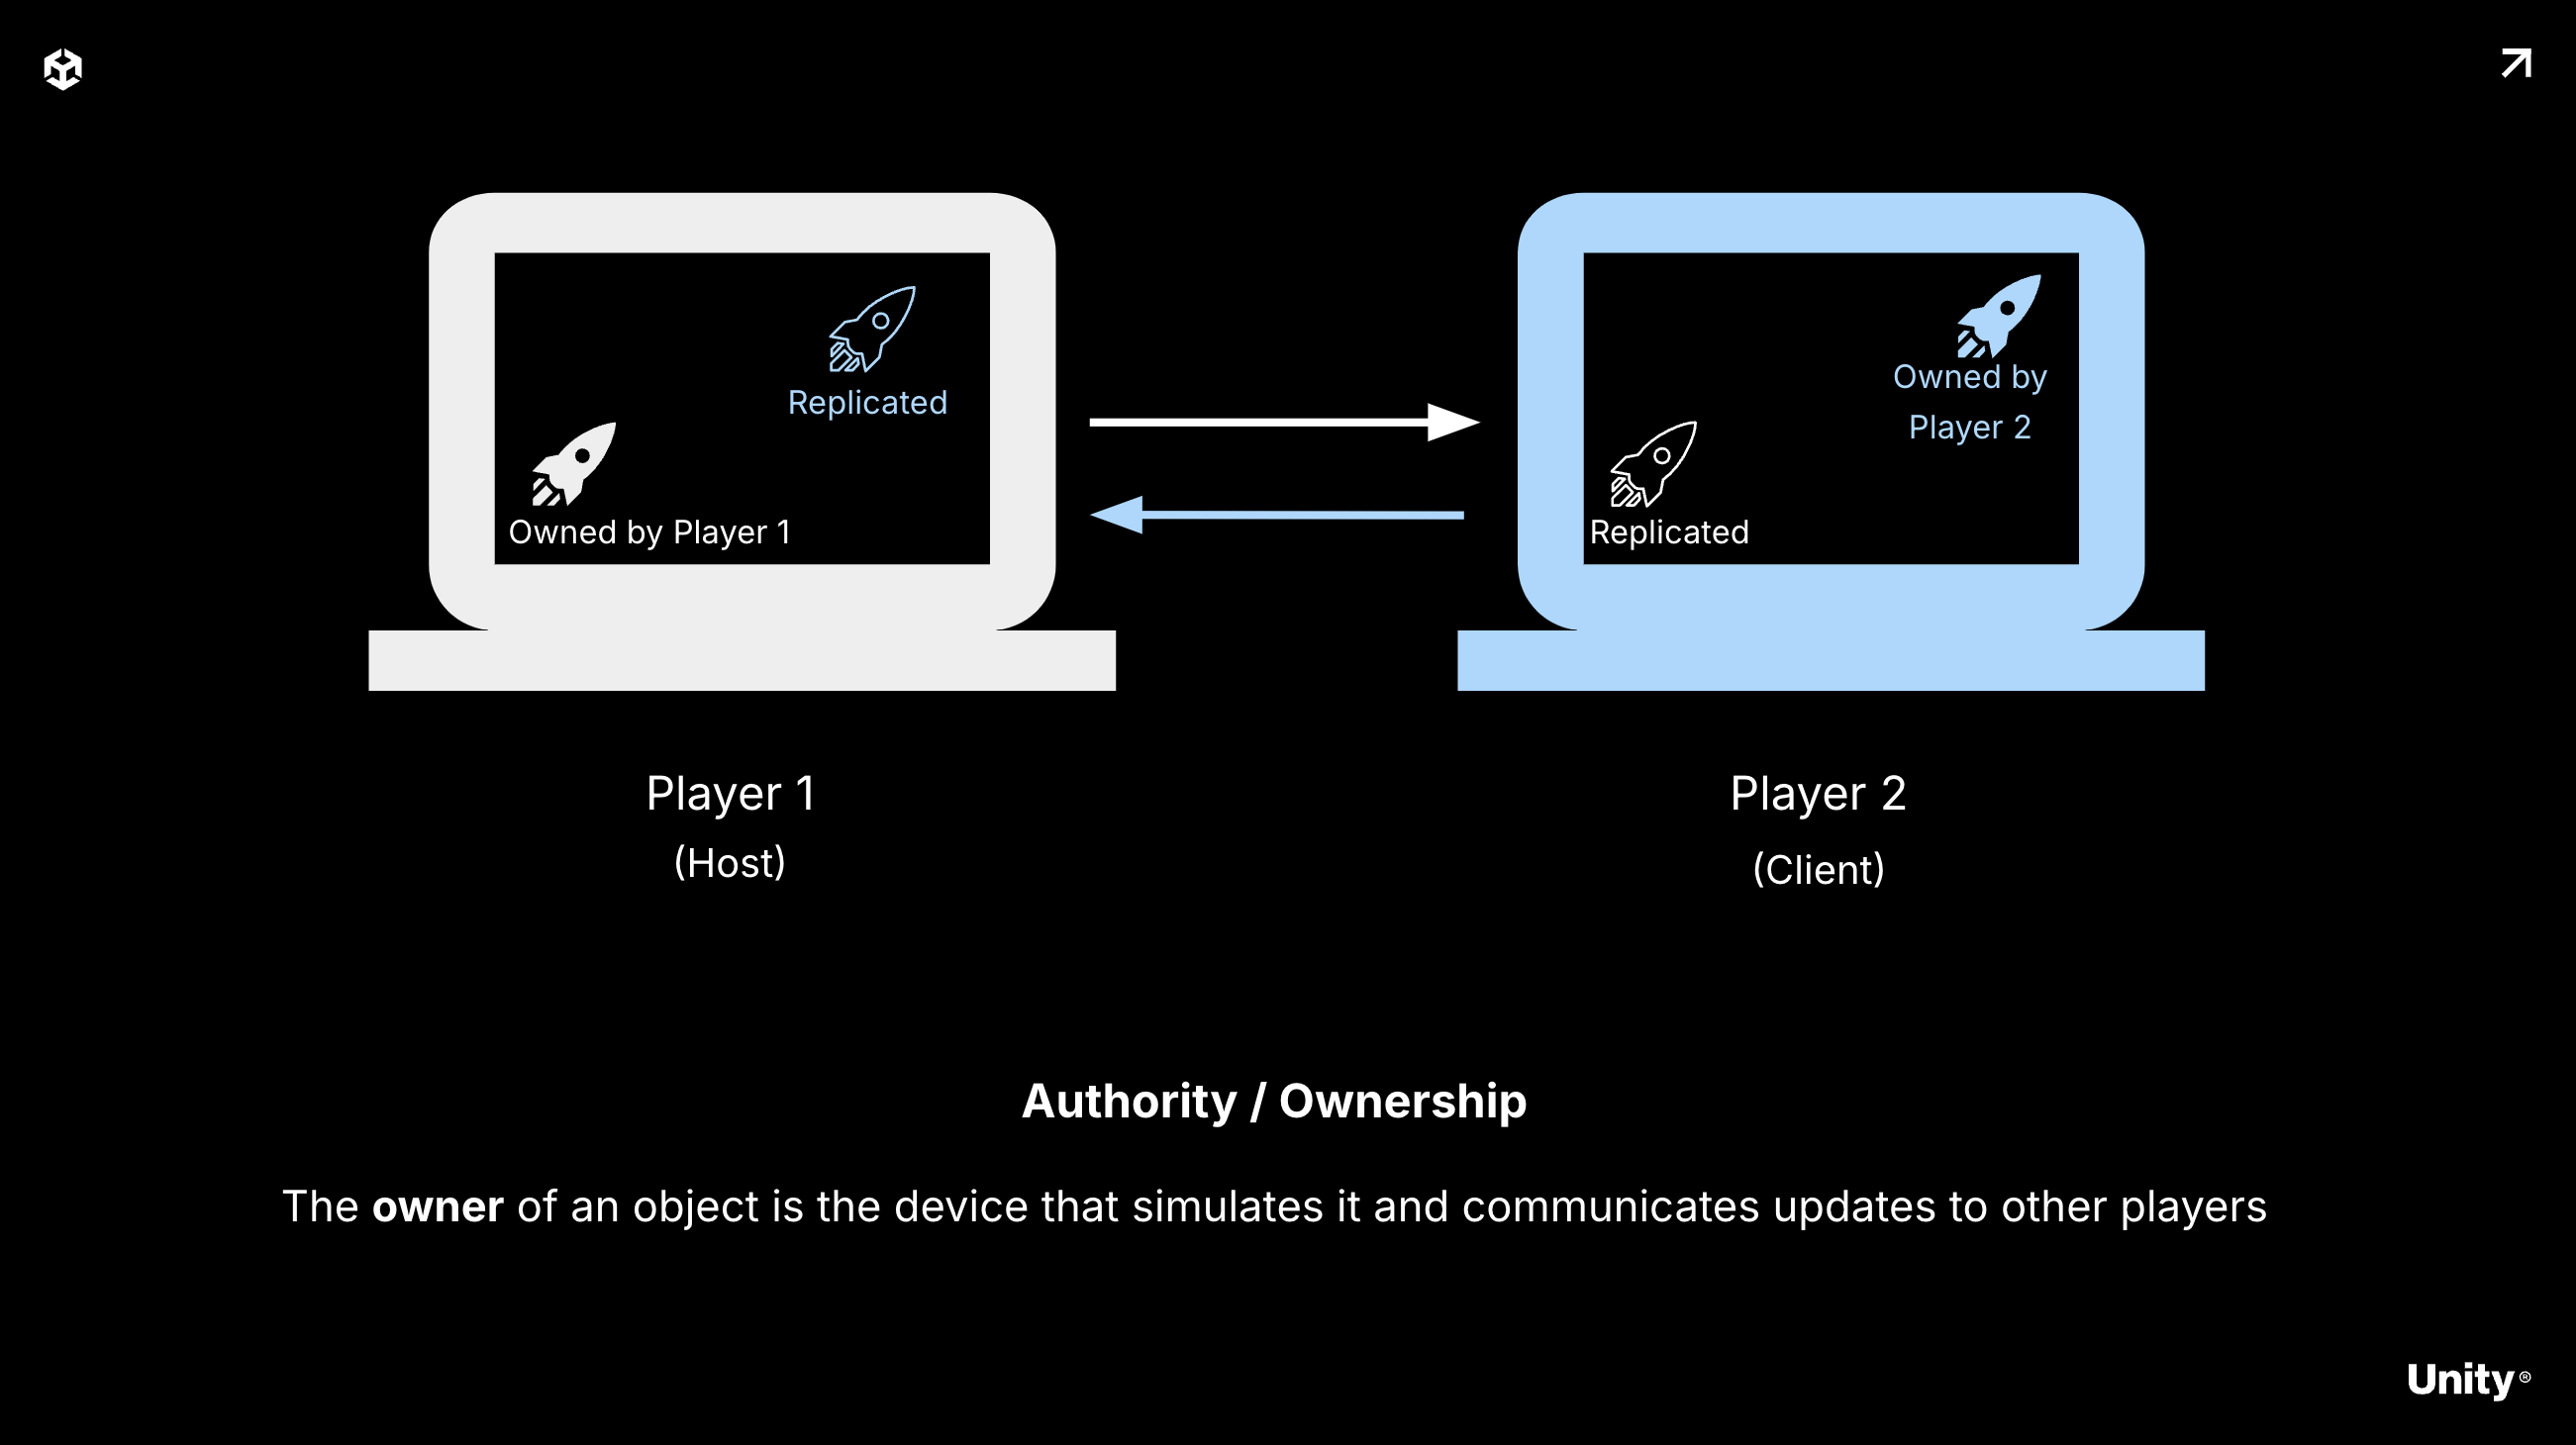 Replicated
Owned by Player 1
Owned by
Player 2
Replicated
Player 1
(Host)
Player 2
(Client)
Authority / Ownership
The owner of an object is the device that simulates it and communicates updates to other players
Unity®